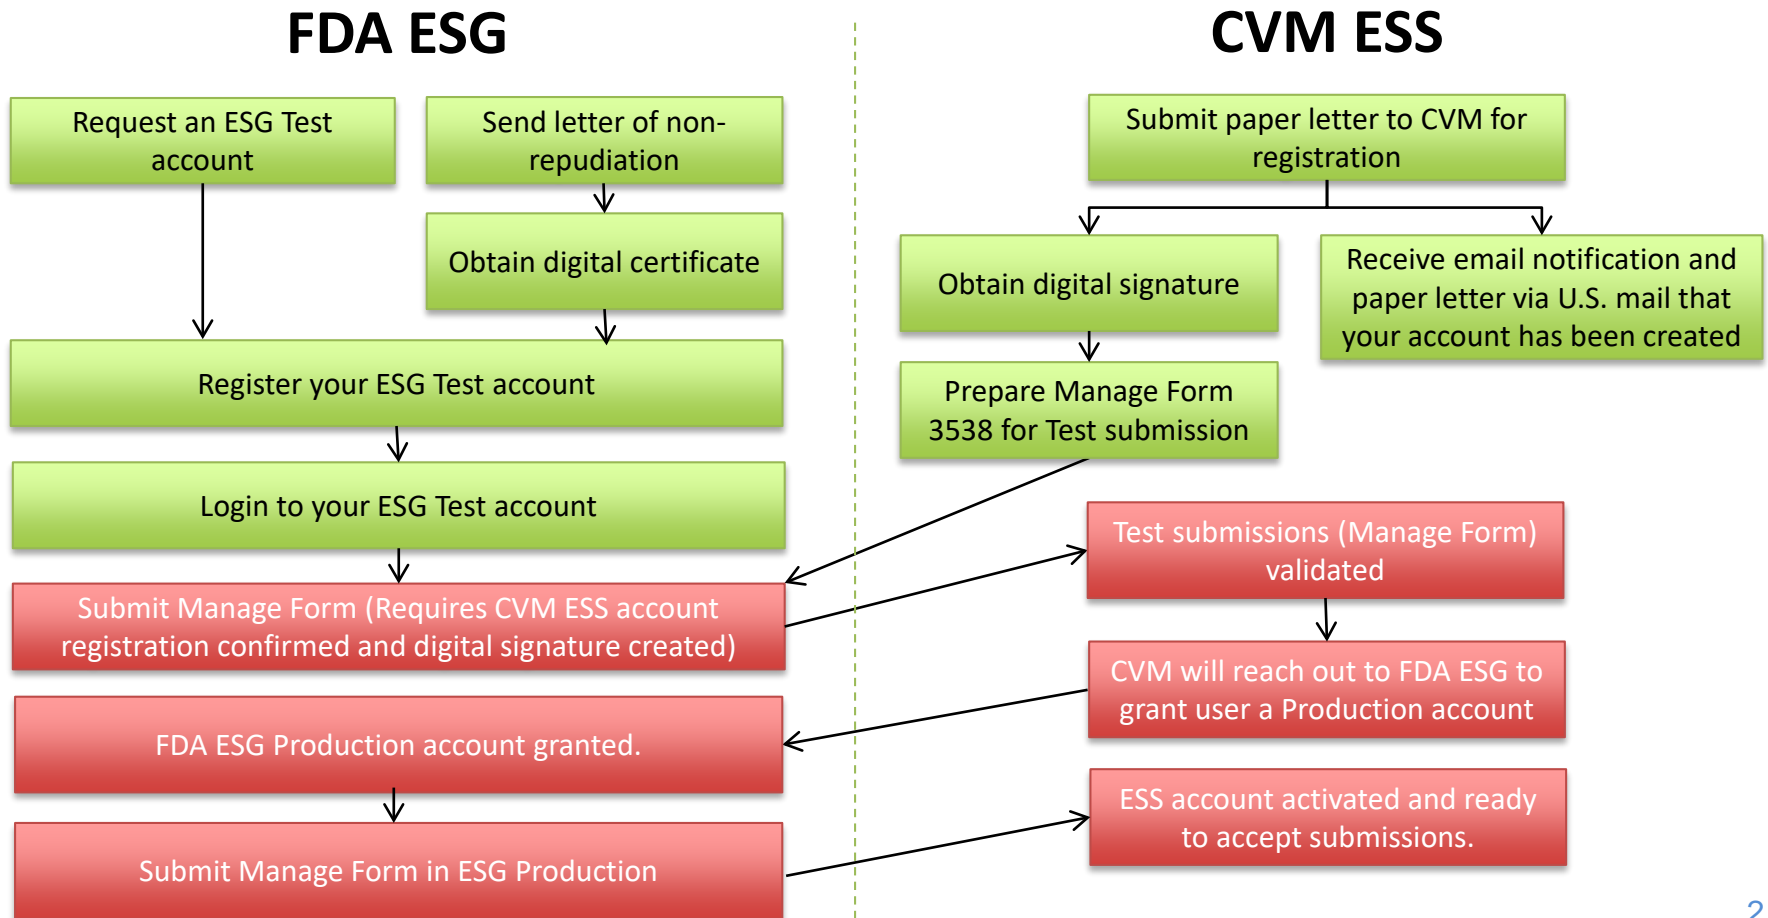 FDA ESG
Request an ESG Test
account
Send letter of non-
repudiation
Obtain digital certificate
Register your ESG Test account
Login to your ESG Test account
Submit Manage Form (Requires CVM ESS account
registration confirmed and digital signature created)
FDA ESG Production account granted.
Submit Manage Form in ESG Production
CVM ESS
Submit paper letter to CVM for
registration
Obtain digital signature
Receive email notification and
paper letter via U.S. mail that
your account has been created
Prepare Manage Form
3538 for Test submission
Test submissions (Manage Form)
validated
CVM will reach out to FDA ESG to
grant user a Production account
ESS account activated and ready
to accept submissions.
2